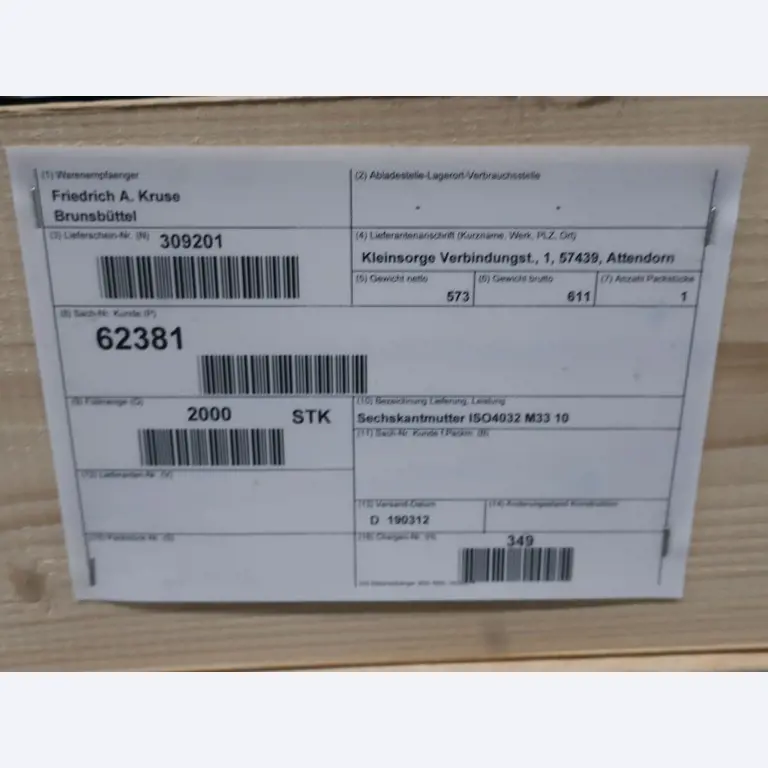 (1) Warenempfaenger
Friedrich A. Kruse
Brunsbüttel
(2) Abladestelle-Lagerort-Verbrauchsstelle
(3) Lieferschein-Nr. (N) 309201
(4) Lieferantenanschrift (Kurzname, Werk, PLZ, Ort)
Kleinsorge Verbindungst., 1, 57439, Attendorn
(5) Gewicht netto
573
(6) Gewicht brutto
611
(7) Anzahl Packstücke
1
(8) Sach-Nr. Kunde (P)
62381
(9) Füllmenge (Q)
2000 STK
(10) Bezeichnung Lieferung, Leistung
Sechskantmutter ISO4032 M33 10
(11) Sach-Nr. Kunde f.Packm. (B)
(12) Lieferanten-Nr. (V)
(13) Versand-Datum
D 190312
(14) Änderungsstand Konstruktion
(15) Packstück-Nr. (S)
(16) Chargen-Nr. (H)
349